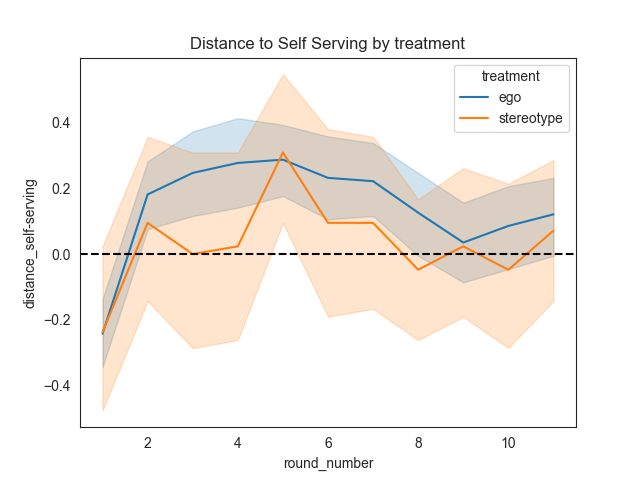 Distance to Self Serving by treatment
treatment
ego
stereotype
distance_self-serving
0.4
0.2
0.0
−0.2
−0.4
2
4
6
8
10
round_number